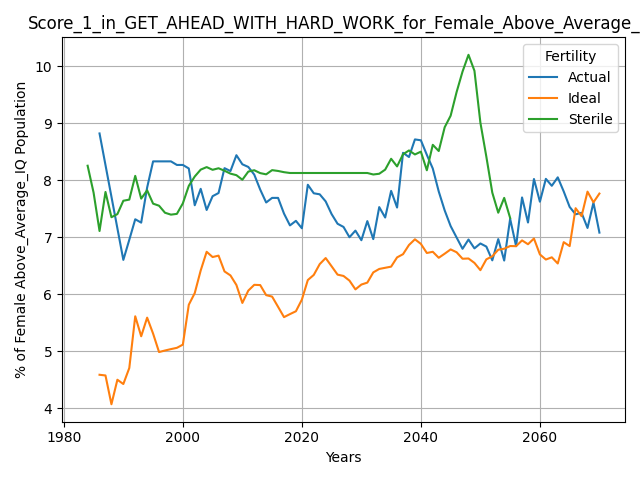 Score_1_in_GET_AHEAD_WITH_HARD_WORK_for_Female_Above_Average_
Fertility
Actual
Ideal
Sterile
% of Female Above_Average_IQ Population
10
9
8
7
6
5
4
1980
2000
2020
2040
2060
Years